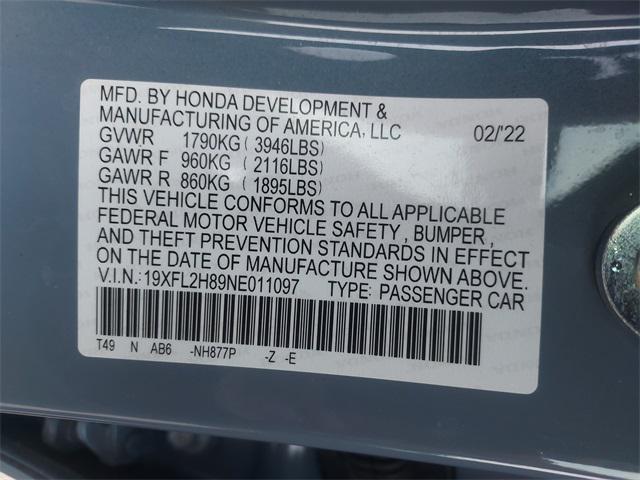 MFD. BY HONDA DEVELOPMENT &
MANUFACTURING OF AMERICA, LLC 02/'22
GVWR 1790KG (3946LBS)
GAWR F 960KG (2116LBS)
GAWR R 860KG (1895LBS)
THIS VEHICLE CONFORMS TO ALL APPLICABLE
FEDERAL MOTOR VEHICLE SAFETY, BUMPER,
AND THEFT PREVENTION STANDARDS IN EFFECT
ON THE DATE OF MANUFACTURE SHOWN ABOVE.
V.I.N.:19XFL2H89NE011097 TYPE: PASSENGER CAR
T49 N AB6 -NH877P -Z -E